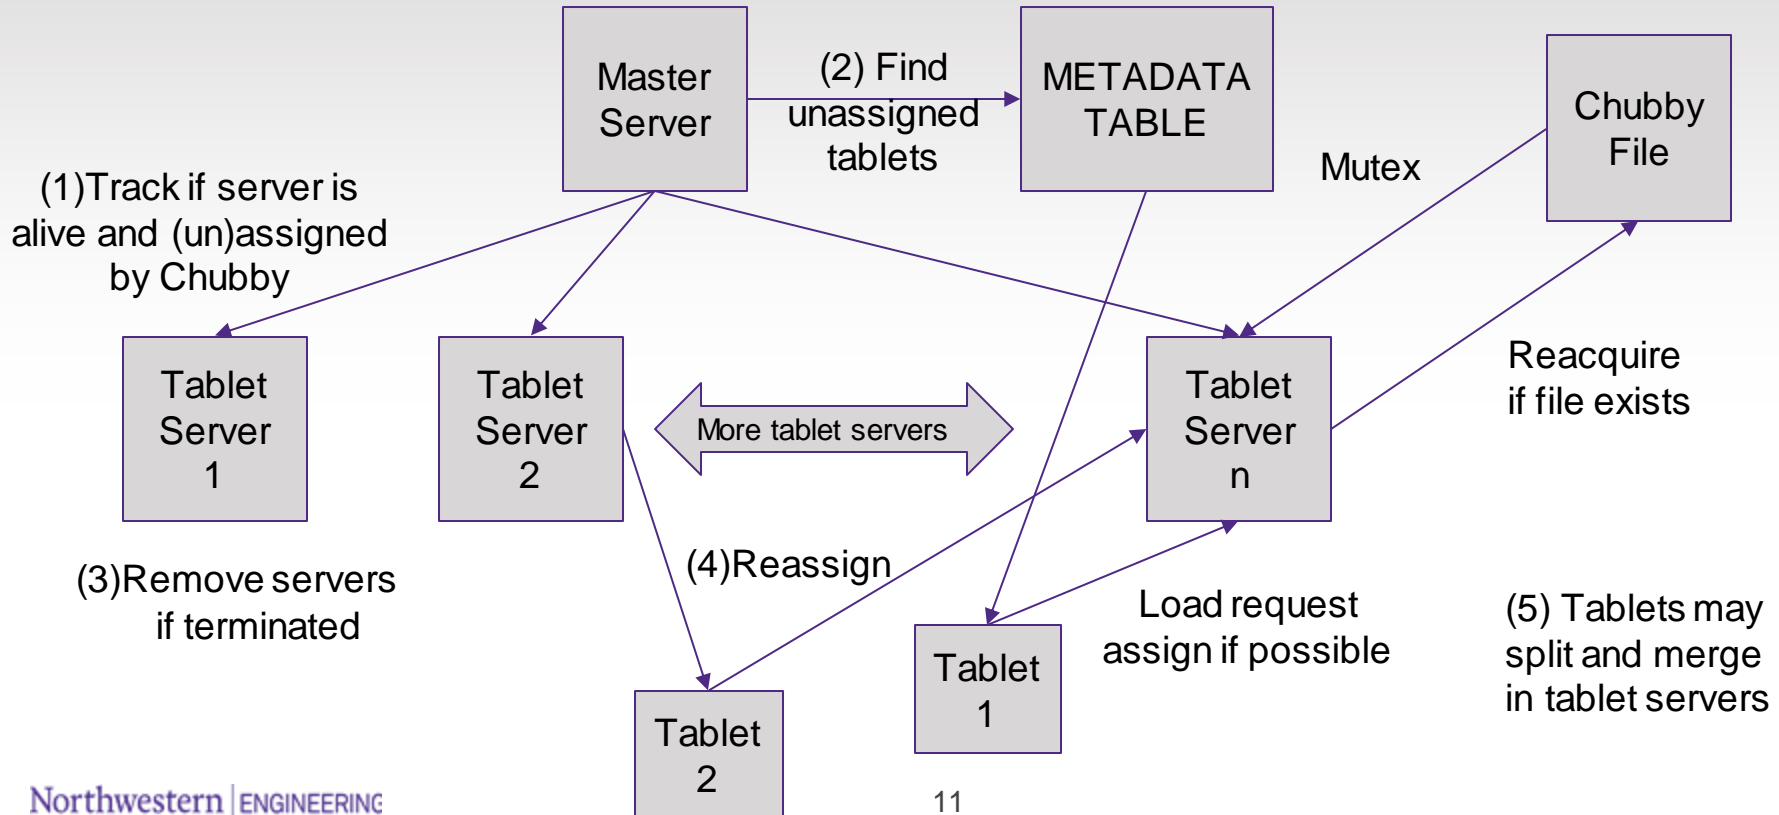 Master
Server
(2) Find
unassigned
tablets
METADATA
TABLE
Chubby
File
Mutex
(1)Track if server is
alive and (un)assigned
by Chubby
Tablet
Server
1
Tablet
Server
2
More tablet servers
Tablet
Server
n
Reacquire
if file exists
(3)Remove servers
if terminated
(4)Reassign
Load request
assign if possible
(5) Tablets may
split and merge
in tablet servers
Tablet
1
Tablet
2
Northwestern | ENGINEERING
11